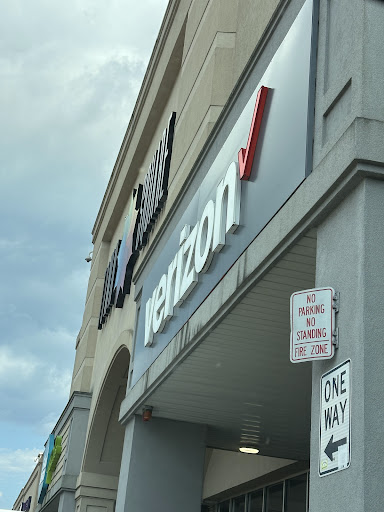 verizon
NO
PARKING
NO
STANDING
FIRE ZONE
ONE
WAY